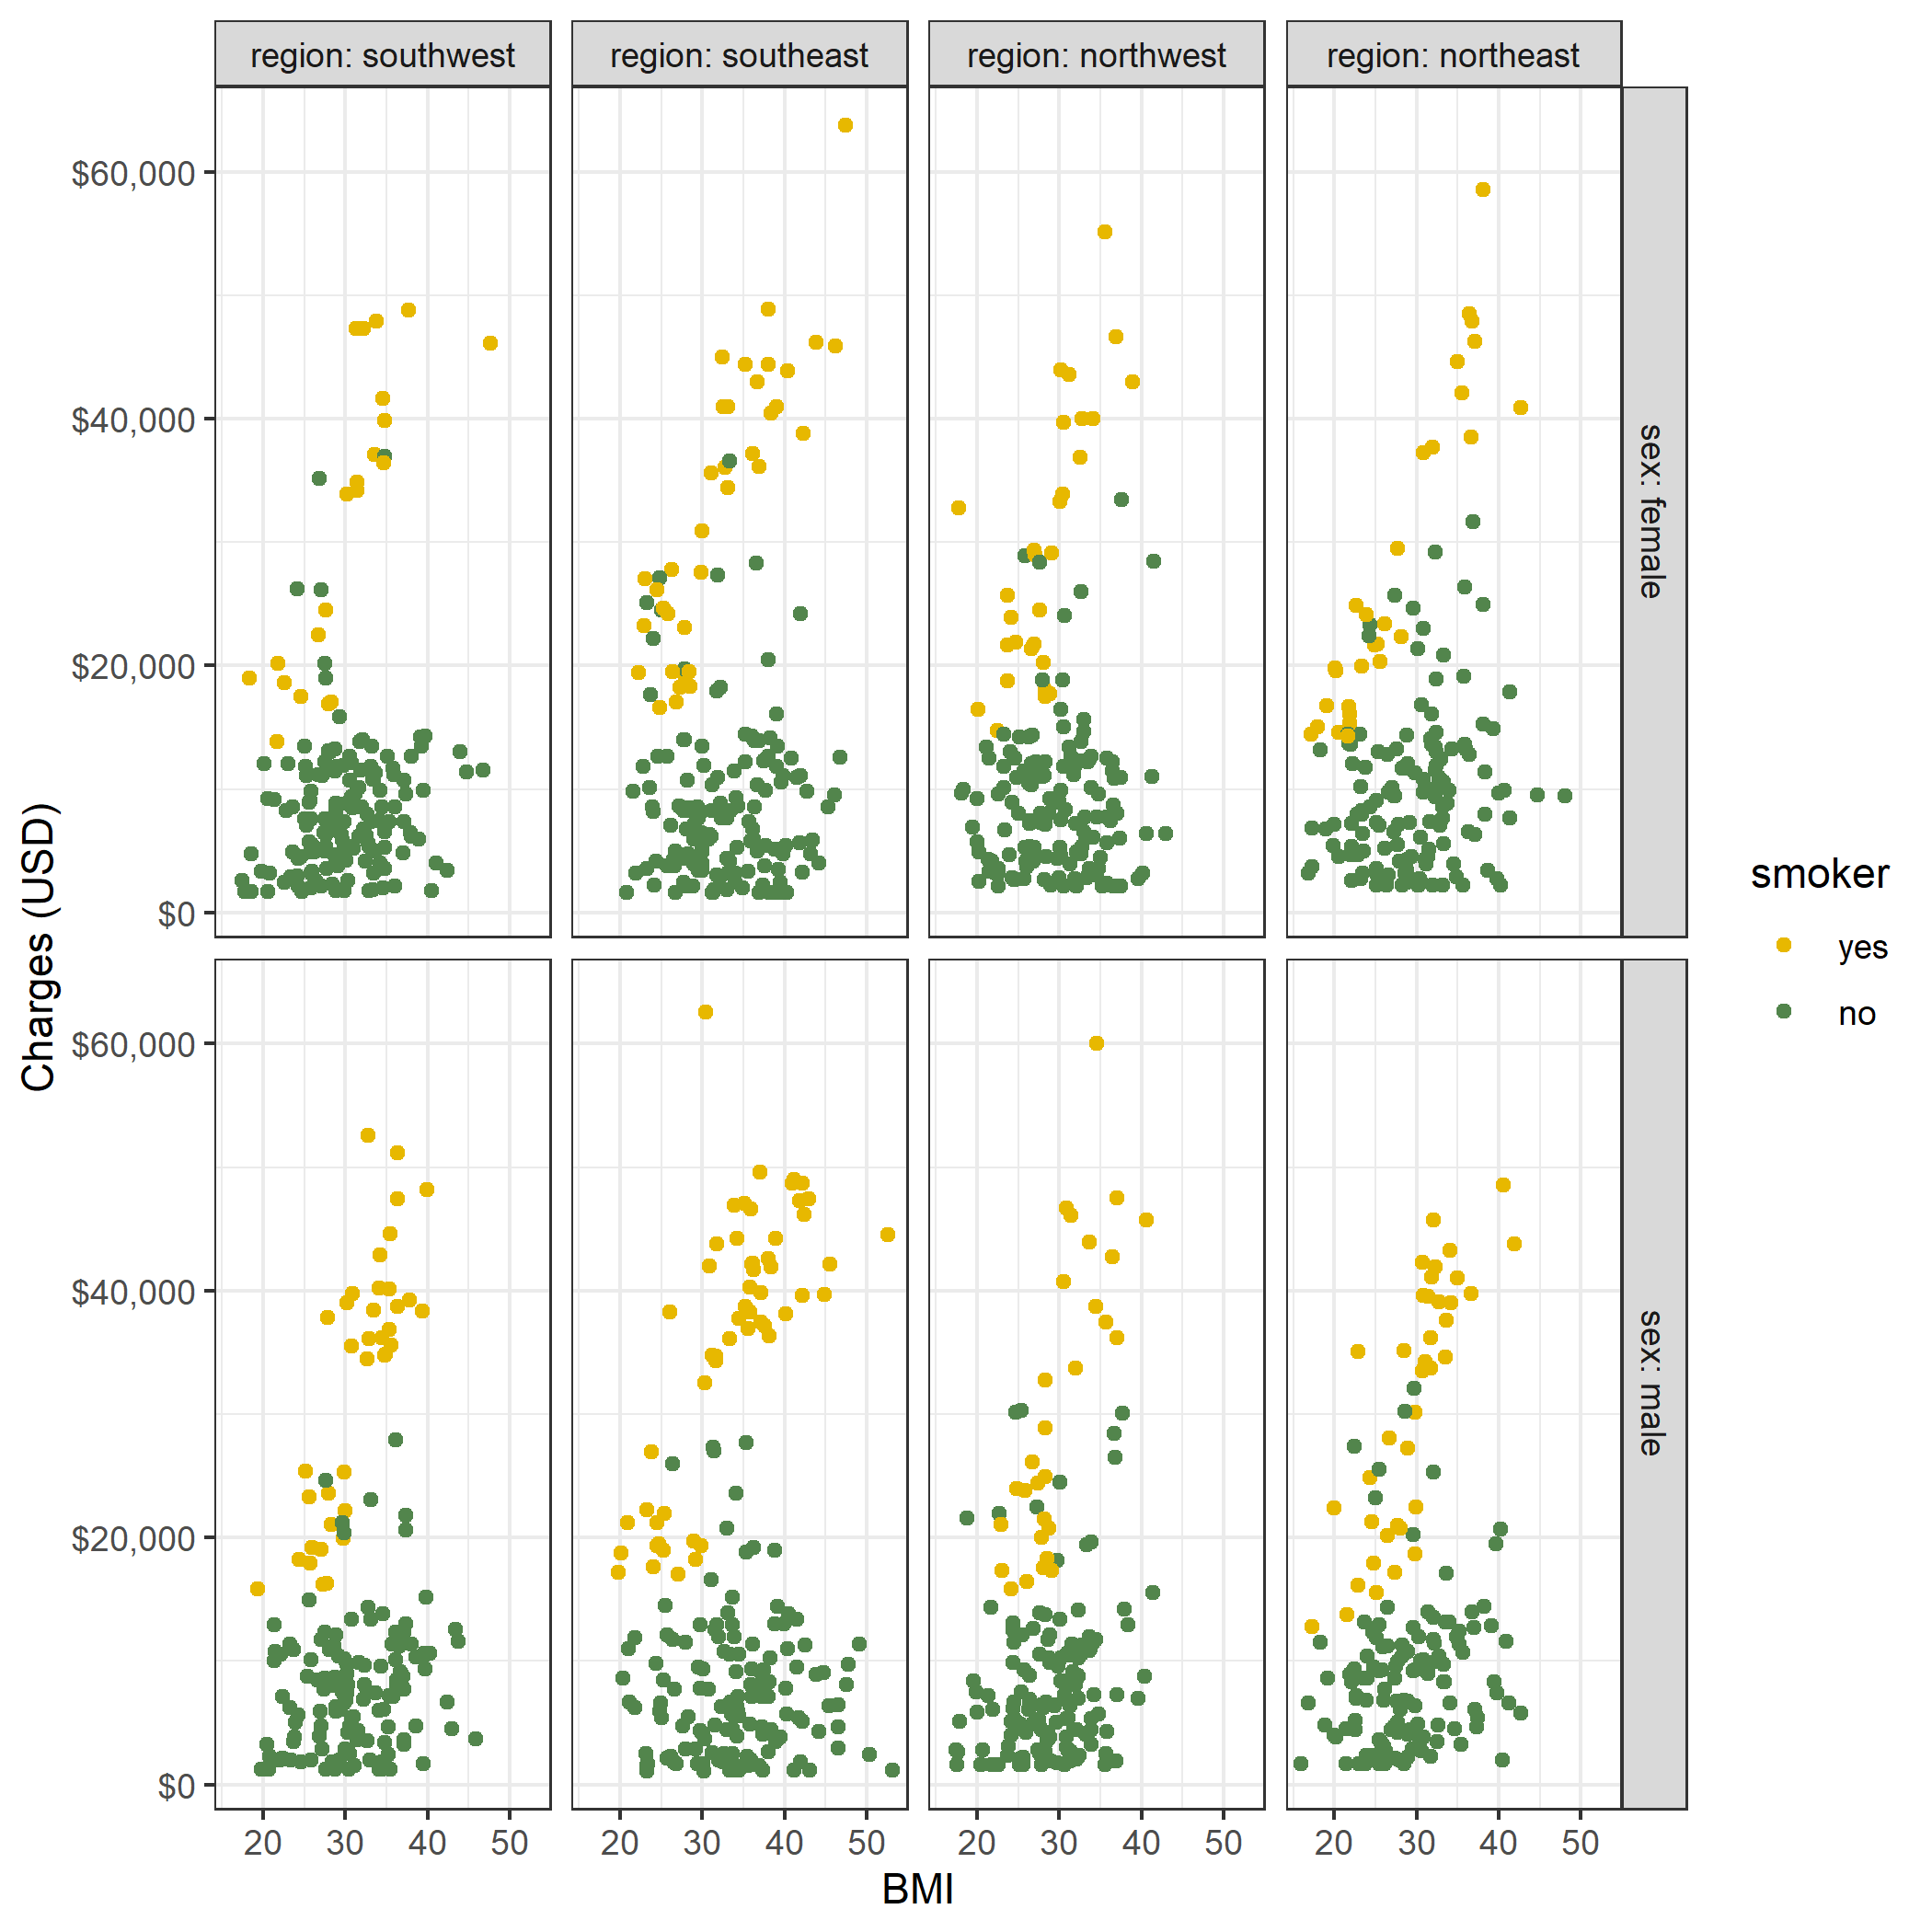 region: southwest
region: southeast
region: northwest
region: northeast
$60,000
$40,000
$20,000
$0
sex: female
$60,000
$40,000
$20,000
$0
sex: male
Charges (USD)
smoker
yes
no
20 30 40 50
20 30 40 50
20 30 40 50
20 30 40 50
BMI